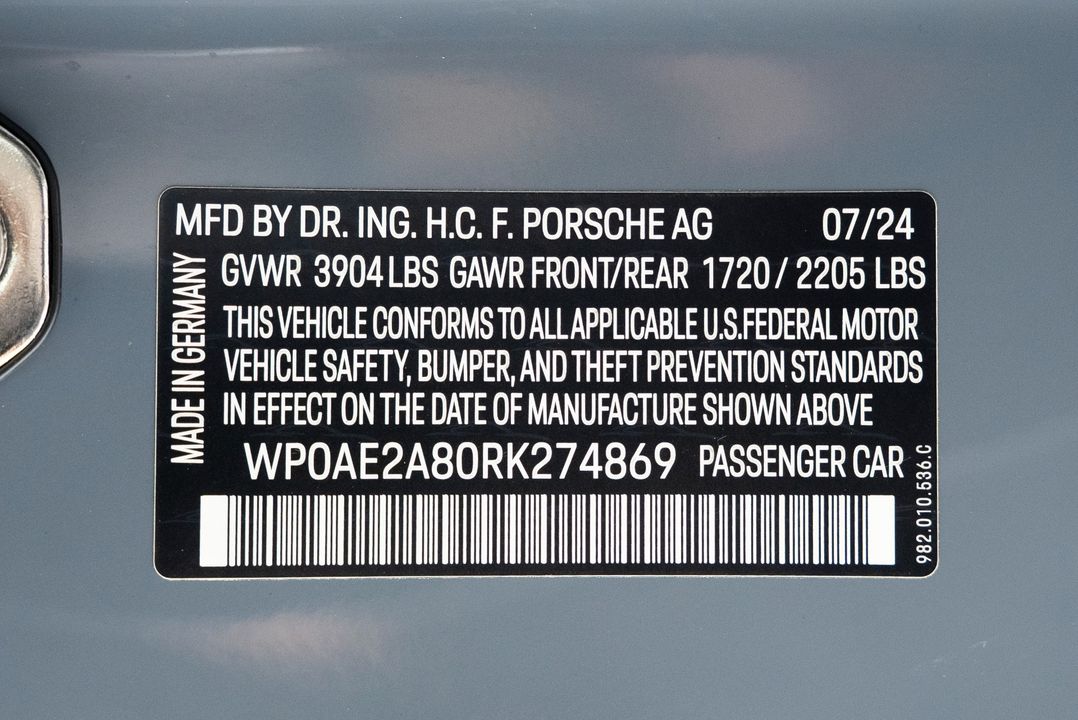 MFD BY DR. ING. H.C. F. PORSCHE AG 07/24
MADE IN GERMANY
GVWR 3904 LBS GAWR FRONT/REAR 1720 / 2205 LBS
THIS VEHICLE CONFORMS TO ALL APPLICABLE U.S.FEDERAL MOTOR
VEHICLE SAFETY, BUMPER, AND THEFT PREVENTION STANDARDS
IN EFFECT ON THE DATE OF MANUFACTURE SHOWN ABOVE
WP0AE2A80RK274869 PASSENGER CAR
982.010.536.C